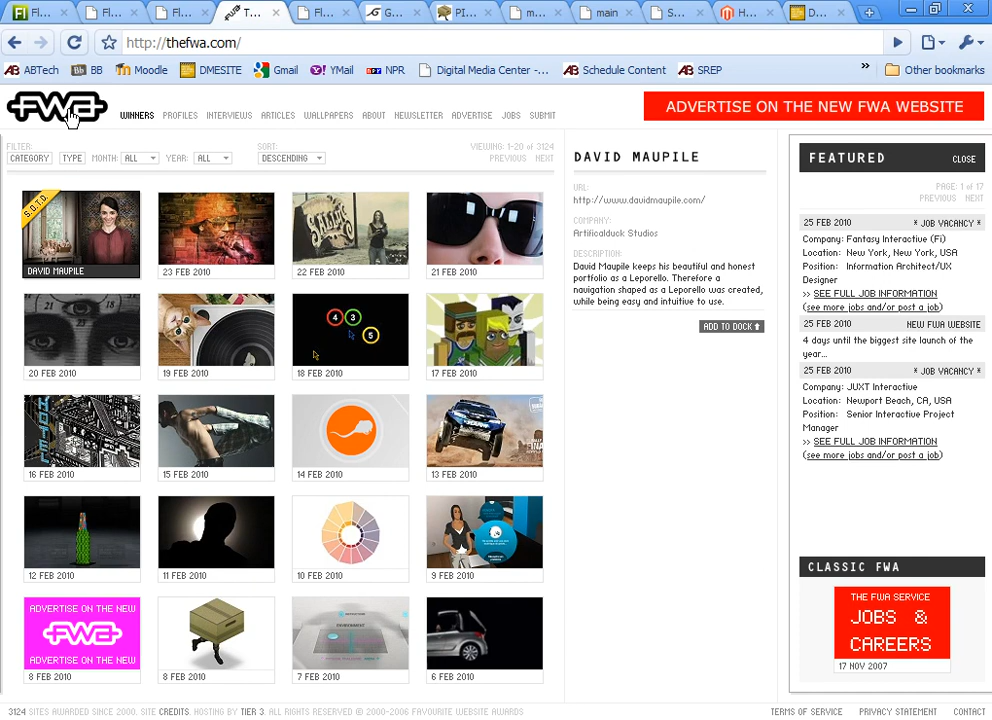 Fl...
Fl...
Fl...
T...
Fl...
G...
PI...
m...
main
S...
H...
D...
http://thefwa.com/
ABTech
BB
Moodle
DMESITE
Gmail
YMail
NPR
Digital Media Center -...
Schedule Content
SREP
»
Other bookmarks
FWA
WINNERS PROFILES INTERVIEWS ARTICLES WALLPAPERS ABOUT NEWSLETTER ADVERTISE JOBS SUBMIT
ADVERTISE ON THE NEW FWA WEBSITE
FILTER:
CATEGORY TYPE MONTH: ALL YEAR: ALL
SORT:
DESCENDING
VIEWING: 1-20 of 3124
PREVIOUS NEXT
S.O.T.D.
DAVID MAUPILE
23 FEB 2010
22 FEB 2010
21 FEB 2010
20 FEB 2010
19 FEB 2010
4 3
5
18 FEB 2010
17 FEB 2010
16 FEB 2010
15 FEB 2010
14 FEB 2010
13 FEB 2010
12 FEB 2010
11 FEB 2010
10 FEB 2010
9 FEB 2010
ADVERTISE ON THE NEW
FWA
ADVERTISE ON THE NEW
8 FEB 2010
8 FEB 2010
7 FEB 2010
6 FEB 2010
DAVID MAUPILE
URL:
http://www.davidmaupile.com/
COMPANY:
Artificalduck Studios
DESCRIPTION:
David Maupile keeps his beautiful and honest
portfolio as a Leporello. Therefore a
navigation shaped as a Leporello was created,
while being easy and intuitive to use.
ADD TO DOCK
FEATURED CLOSE
PAGE: 1 of 17
PREVIOUS NEXT
25 FEB 2010 * JOB VACANCY *
Company: Fantasy Interactive (Fi)
Location: New York, New York, USA
Position: Information Architect/UX
Designer
>> SEE FULL JOB INFORMATION
(see more jobs and/or post a job)
25 FEB 2010 NEW FWA WEBSITE
4 days until the biggest site launch of the
year...
25 FEB 2010 * JOB VACANCY *
Company: JUXT Interactive
Location: Newport Beach, CA, USA
Position: Senior Interactive Project
Manager
>> SEE FULL JOB INFORMATION
(see more jobs and/or post a job)
CLASSIC FWA
THE FWA SERVICE
JOBS &
CAREERS
17 NOV 2007
3124 SITES AWARDED SINCE 2000. SITE CREDITS. HOSTING BY TIER 3. ALL RIGHTS RESERVED © 2000-2006 FAVOURITE WEBSITE AWARDS
TERMS OF SERVICE PRIVACY STATEMENT CONTACT